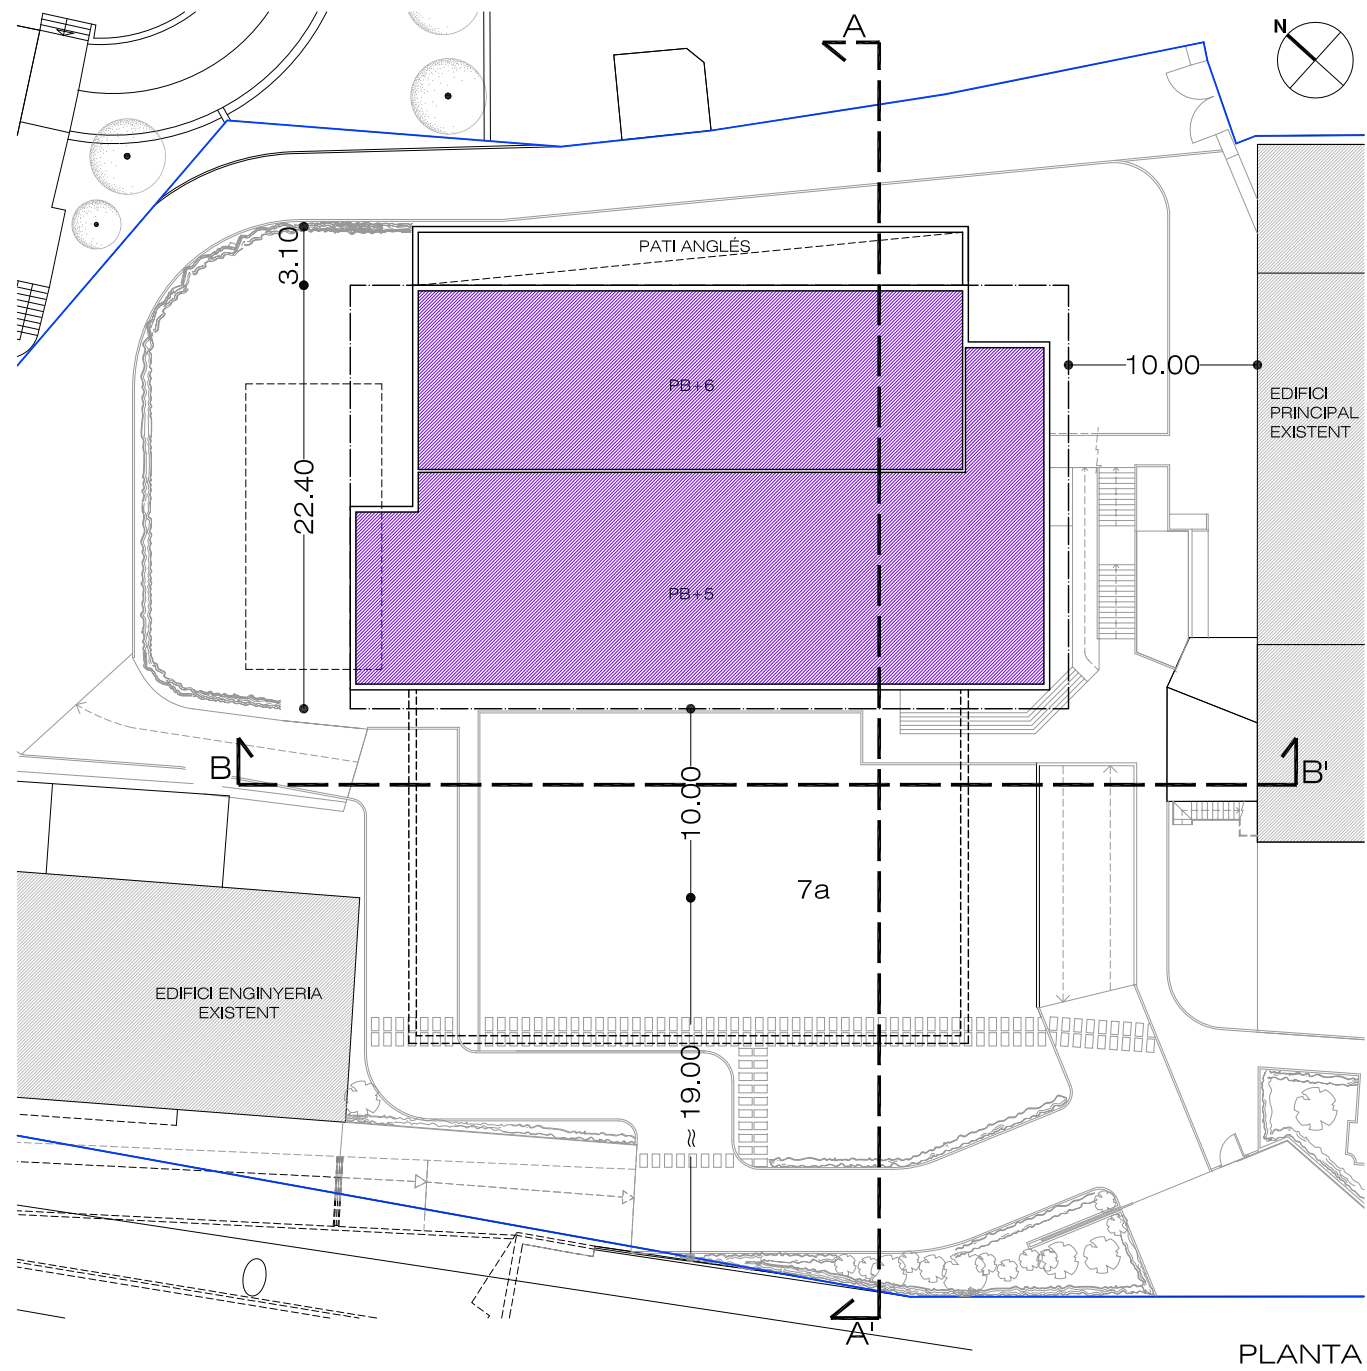 A
N
PATI ANGLÉS
3.10
10.00
PB+6
EDIFICI
PRINCIPAL
EXISTENT
22.40
PB+5
B
B'
10.00
7a
EDIFICI ENGINYERIA
EXISTENT
≈ 19.00
A'
PLANTA